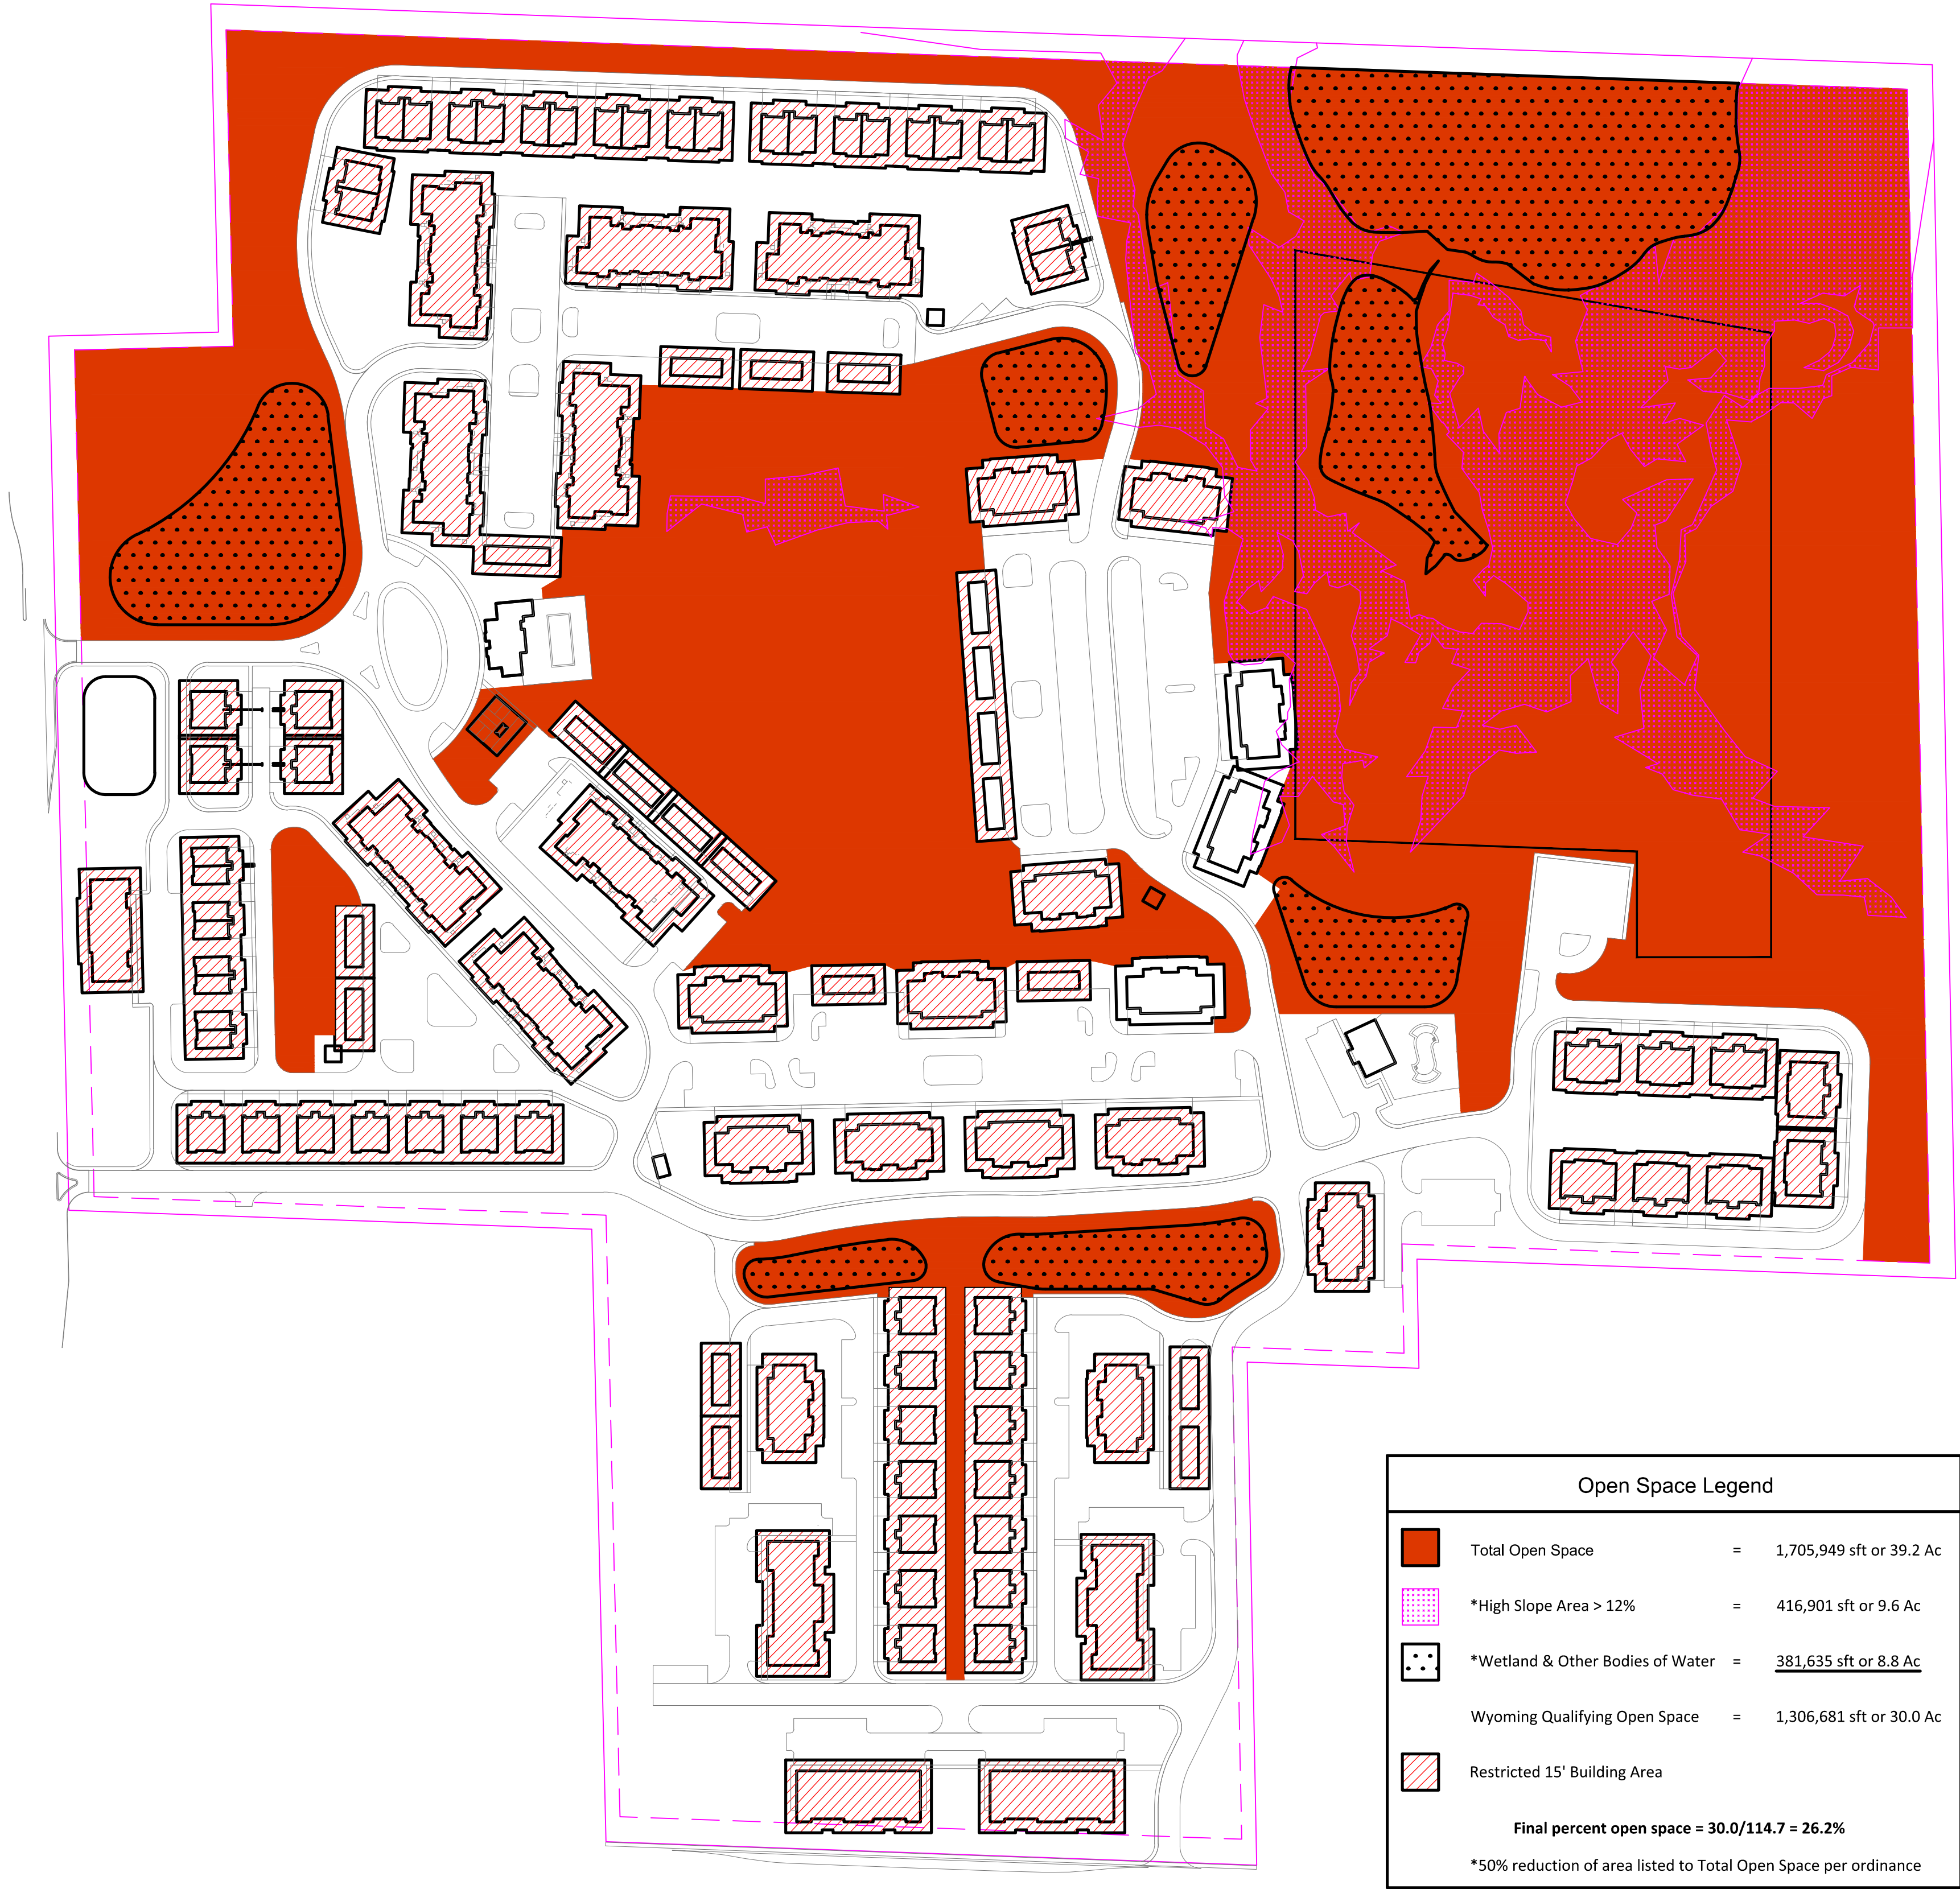 Open Space Legend
Total Open Space = 1,705,949 sft or 39.2 Ac
*High Slope Area > 12% = 416,901 sft or 9.6 Ac
*Wetland & Other Bodies of Water = 381,635 sft or 8.8 Ac
Wyoming Qualifying Open Space = 1,306,681 sft or 30.0 Ac
Restricted 15' Building Area
Final percent open space = 30.0/114.7 = 26.2%
*50% reduction of area listed to Total Open Space per ordinance